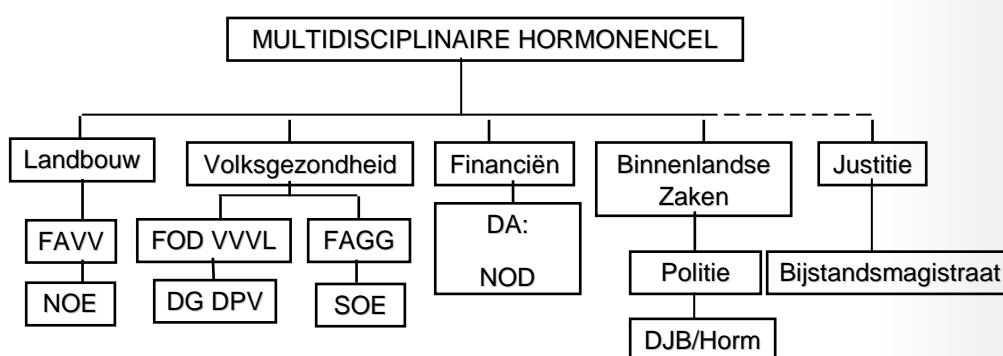 MULTIDISCIPLINAIRE HORMONENCEL
Landbouw
Volksgezondheid
Financiën
Binnenlandse
Zaken
Justitie
FAVV
FOD VVVL
FAGG
DA:
NOD
Politie
Bijstandsmagistraat
NOE
DG DPV
SOE
DJB/Horm